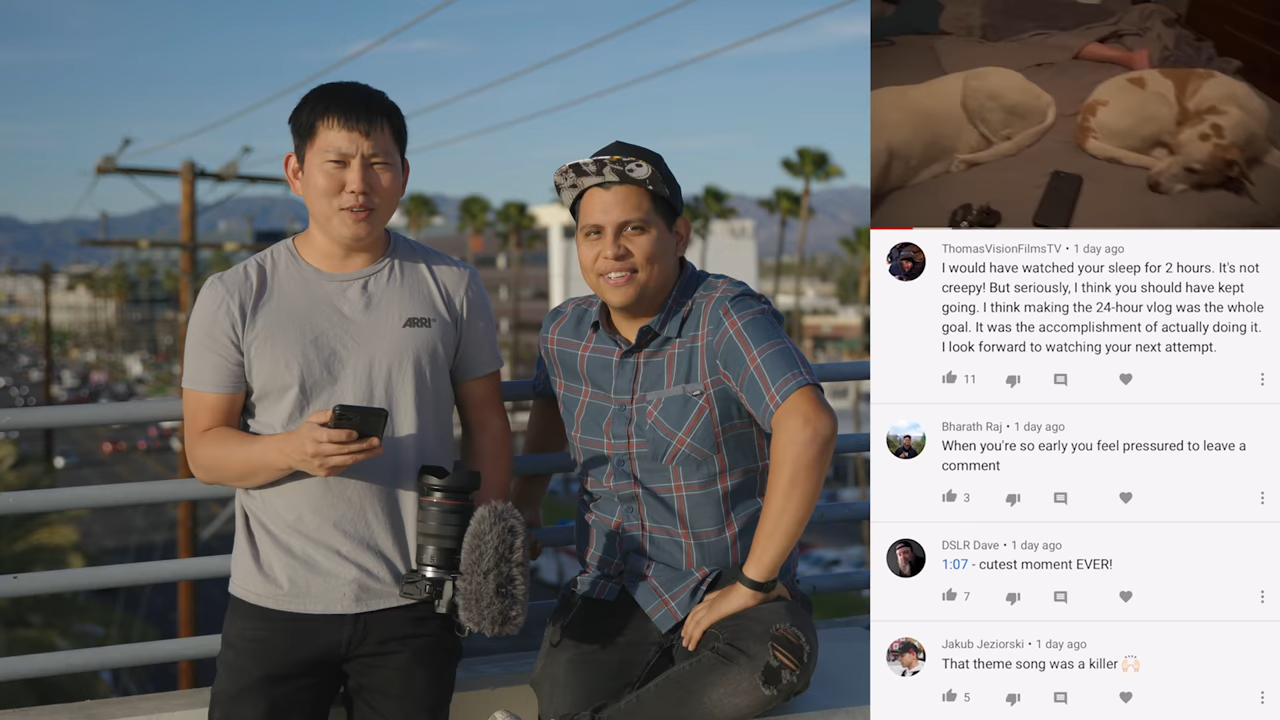 ARRI
ThomasVisionFilmsTV • 1 day ago
I would have watched your sleep for 2 hours. It's not
creepy! But seriously, I think you should have kept
going. I think making the 24-hour vlog was the whole
goal. It was the accomplishment of actually doing it.
I look forward to watching your next attempt.
11
Bharath Raj • 1 day ago
When you're so early you feel pressured to leave a
comment
3
DSLR Dave • 1 day ago
1:07 - cutest moment EVER!
7
Jakub Jeziorski • 1 day ago
That theme song was a killer 🙌🏻
5